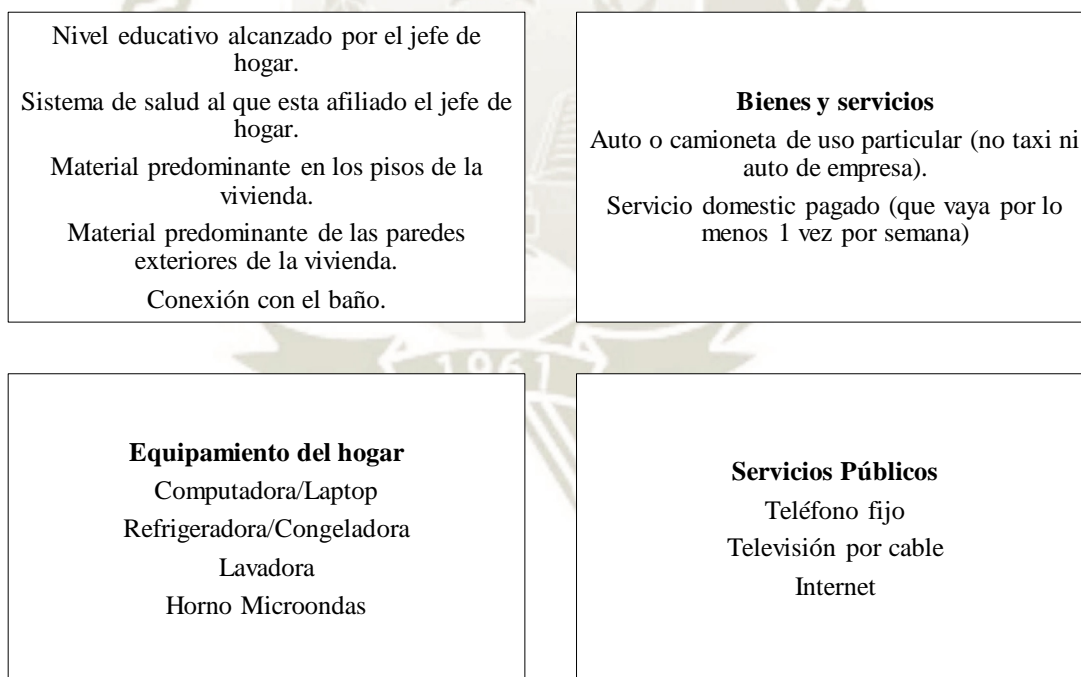 Nivel educativo alcanzado por el jefe de
hogar.
Sistema de salud al que esta afiliado el jefe de
hogar.
Material predominante en los pisos de la
vivienda.
Material predominante de las paredes
exteriores de la vivienda.
Conexión con el baño.
Bienes y servicios
Auto o camioneta de uso particular (no taxi ni
auto de empresa).
Servicio domestic pagado (que vaya por lo
menos 1 vez por semana)
1961
Equipamiento del hogar
Computadora/Laptop
Refrigeradora/Congeladora
Lavadora
Horno Microondas
Servicios Públicos
Teléfono fijo
Televisión por cable
Internet